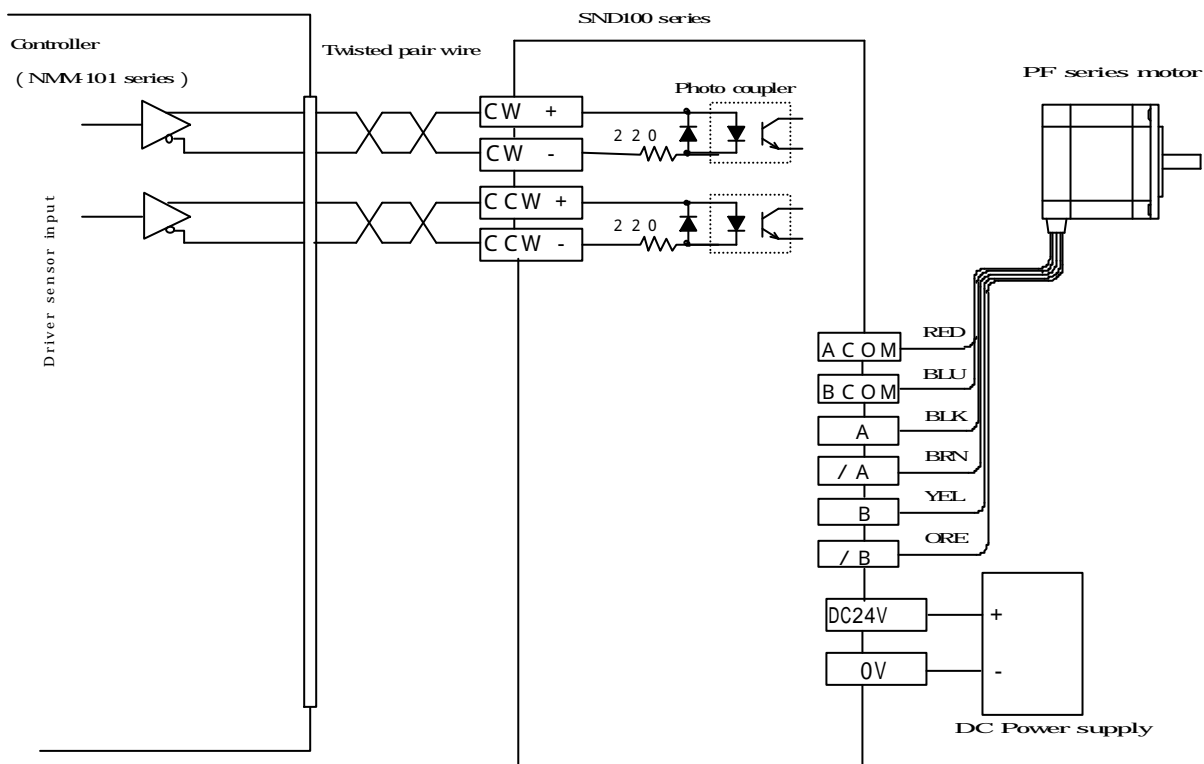 SND100 series
Controller
( NMM-101 series )
Twisted pair wire
PF series motor
Photo coupler
CW +
220
CW -
CCW +
220
CCW -
Driver sensor input
ACOM
RED
BCOM
BLU
A
BLK
/A
BRN
B
YEL
/B
ORE
DC24V
+
0V
-
DC Power supply